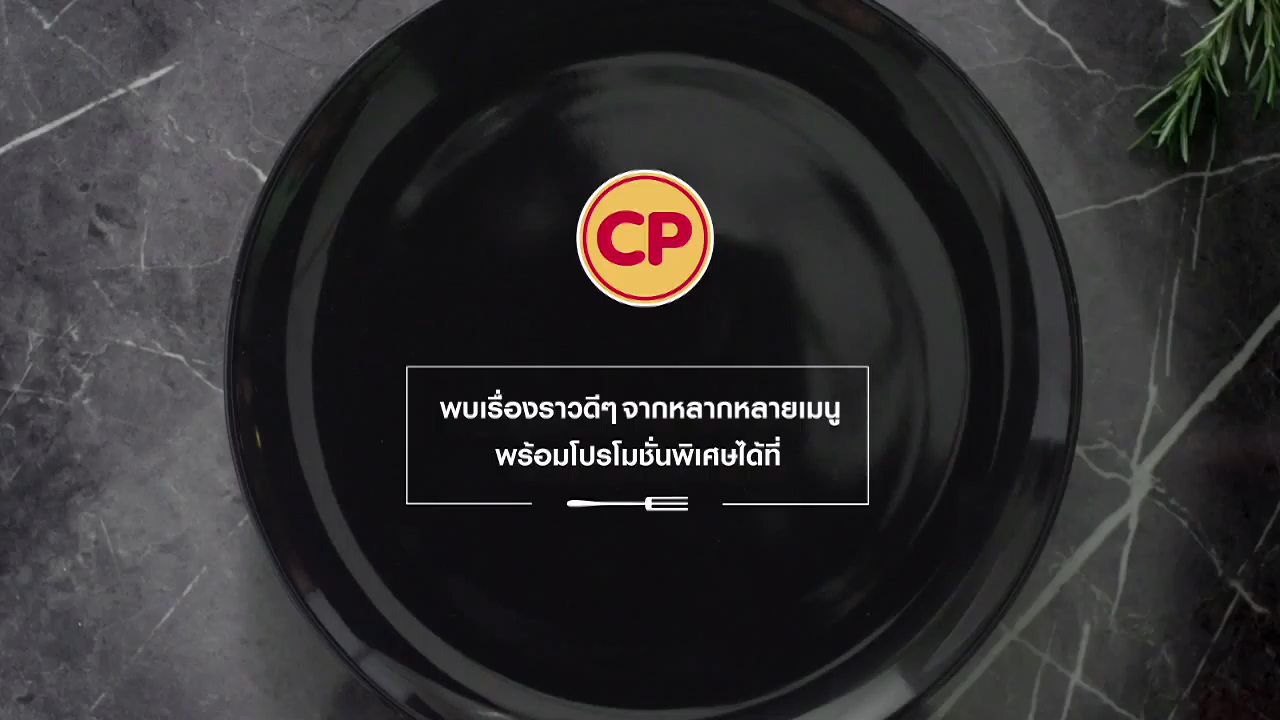 CP
พบเรื่องราวดีๆ จากหลากหลายเมนู
พร้อมโปรโมชั่นพิเศษได้ที่